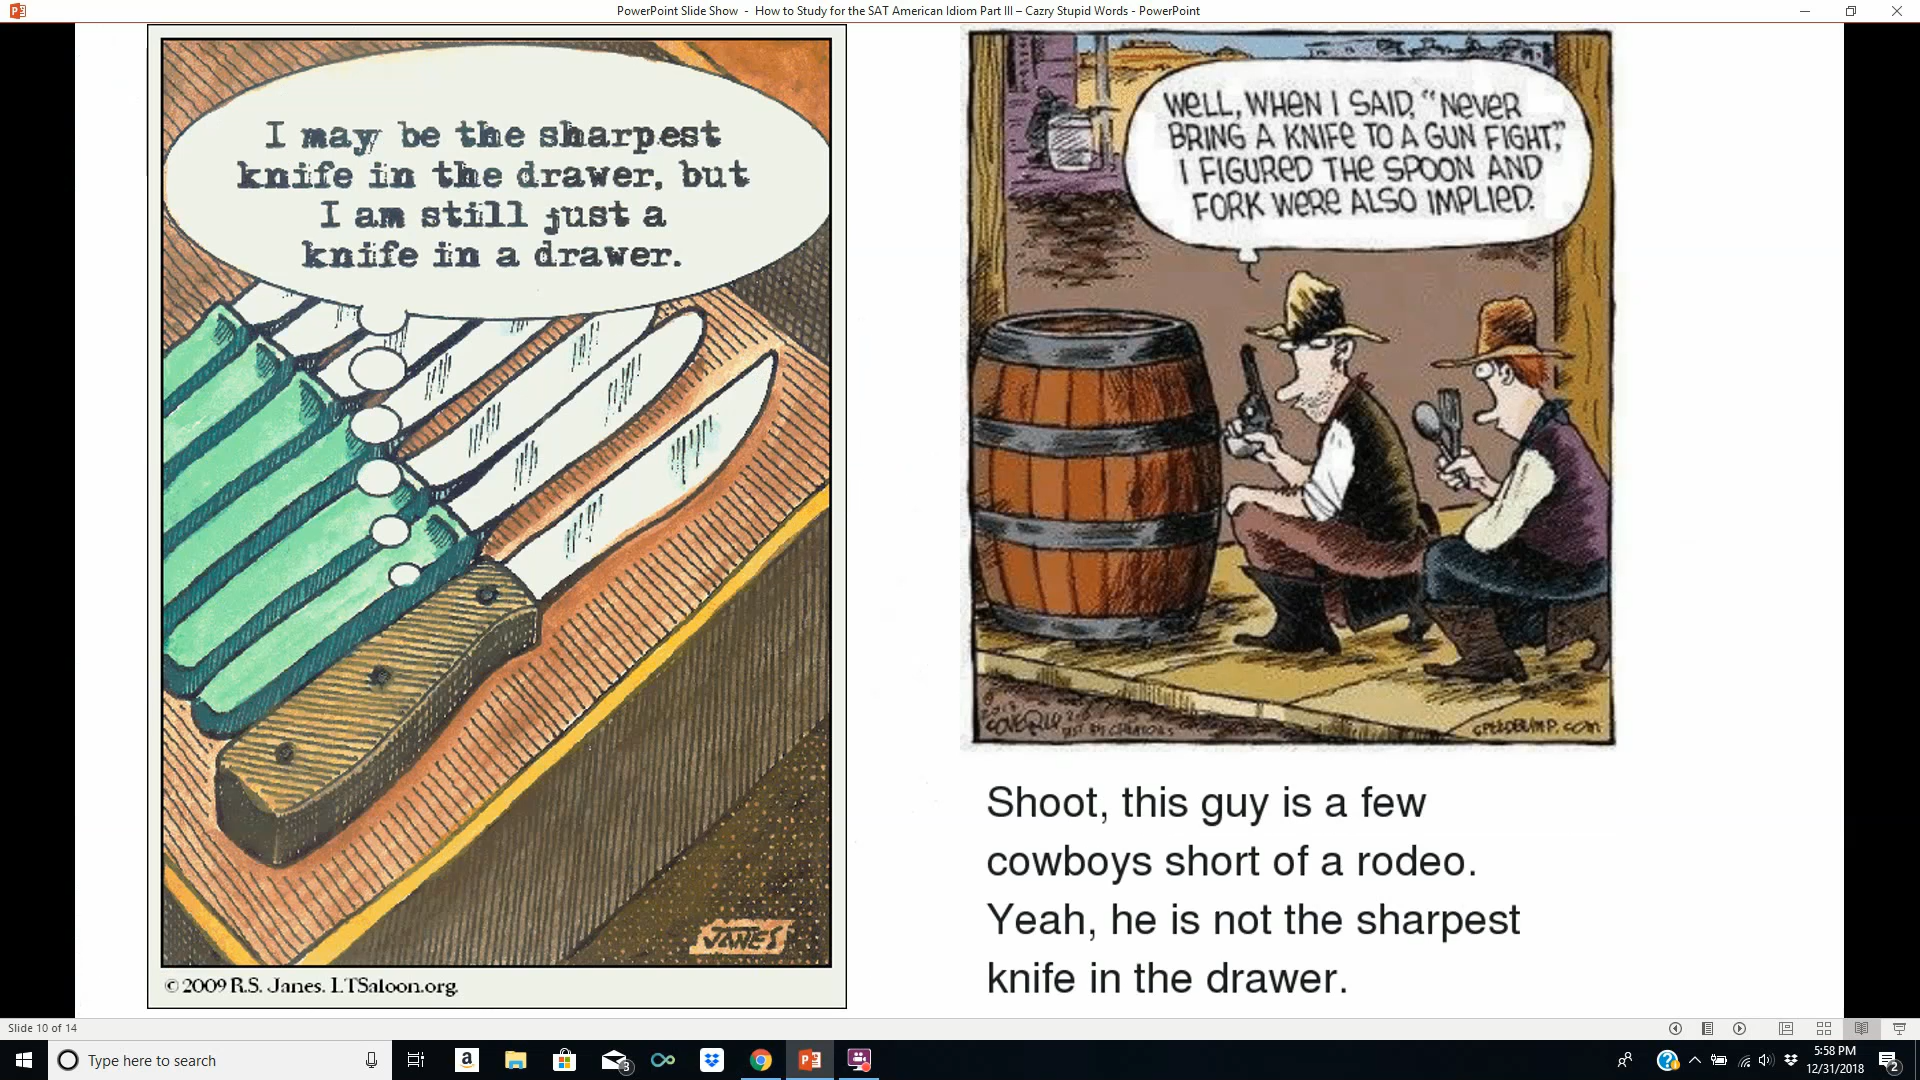 PowerPoint Slide Show - How to Study for the SAT American Idiom Part III – Cazry Stupid Words - PowerPoint
I may be the sharpest
knife in the drawer, but
I am still just a
knife in a drawer.
JANES
© 2009 R.S. Janes. LTSaloon.org.
WELL, WHEN I SAID, “NEVER
BRING A KNIFE TO A GUN FIGHT,”
I FIGURED THE SPOON AND
FORK WERE ALSO IMPLIED.
SPEEDBUMP.COM
Shoot, this guy is a few
cowboys short of a rodeo.
Yeah, he is not the sharpest
knife in the drawer.
Slide 10 of 14
Type here to search
3
5:58 PM
12/31/2018
2